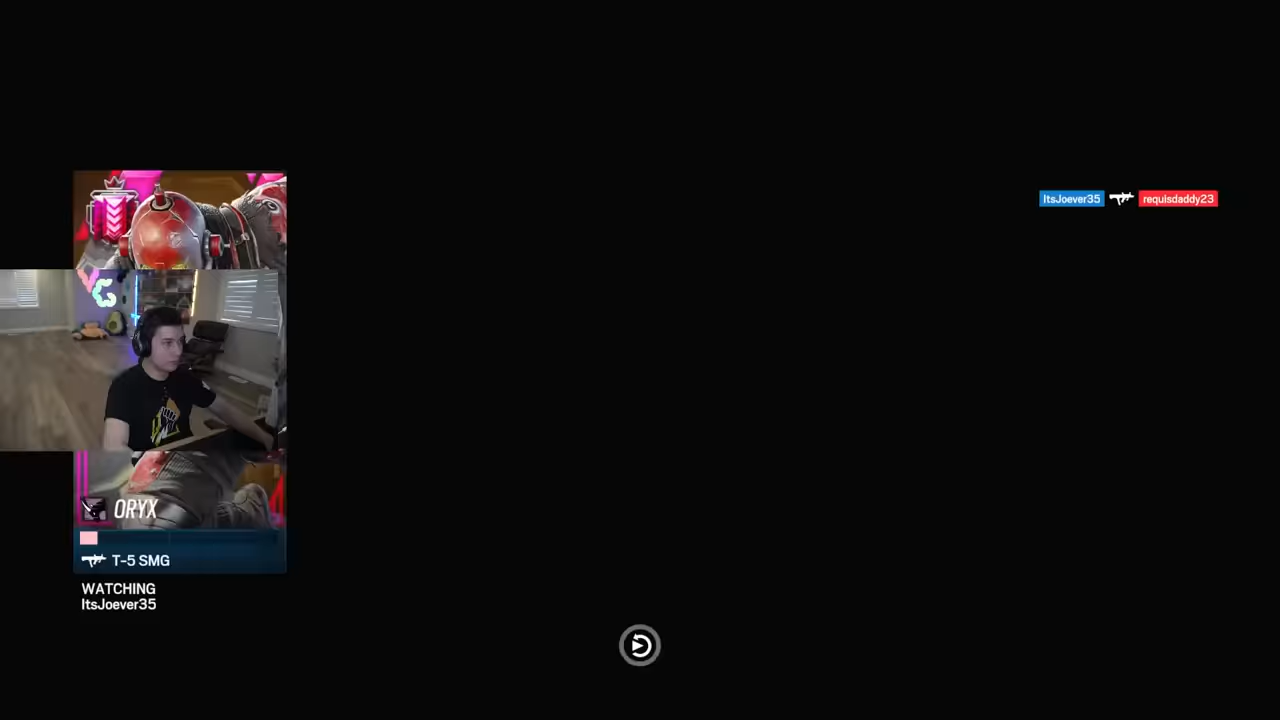 ItsJoever35 requisdaddy23
ORYX
T-5 SMG
WATCHING
ItsJoever35